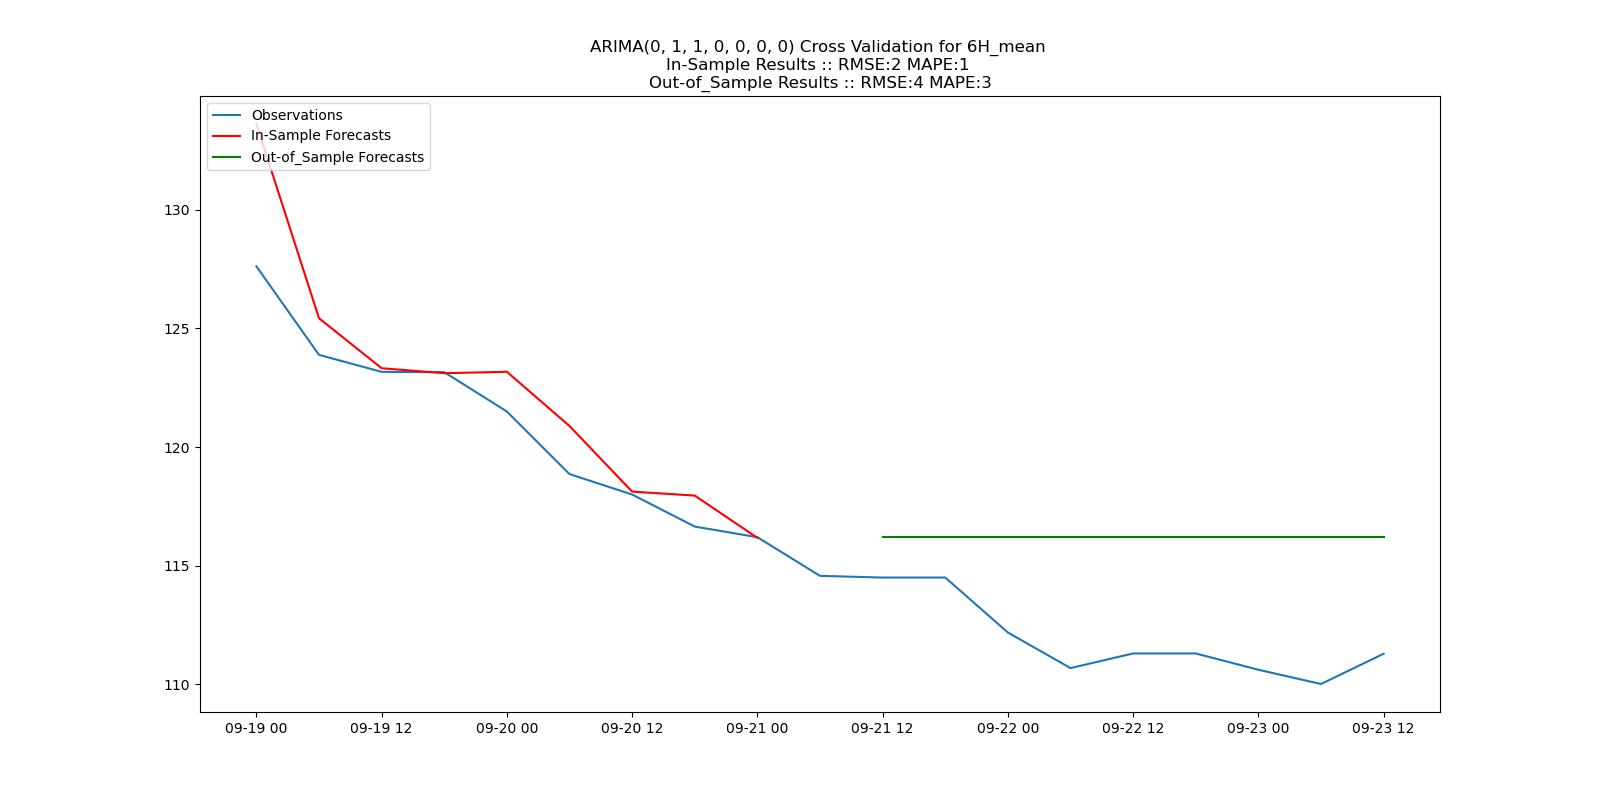 ARIMA(0, 1, 1, 0, 0, 0, 0) Cross Validation for 6H_mean
In-Sample Results :: RMSE:2 MAPE:1
Out-of_Sample Results :: RMSE:4 MAPE:3
Observations
In-Sample Forecasts
Out-of_Sample Forecasts
130
125
120
115
110
09-19 00 09-19 12 09-20 00 09-20 12 09-21 00 09-21 12 09-22 00 09-22 12 09-23 00 09-23 12